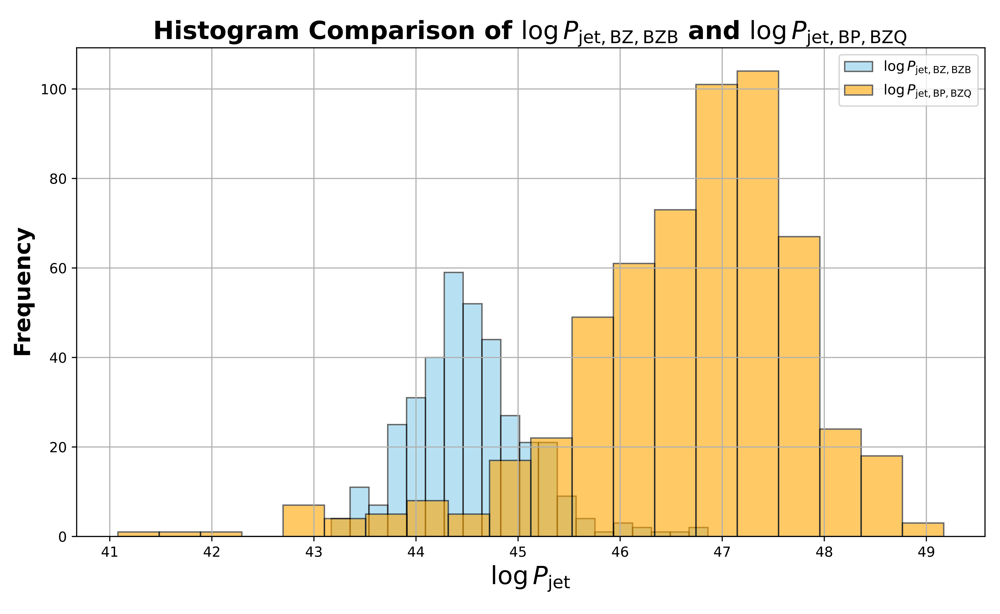 Histogram Comparison of log P_jet, BZ, BZB and log P_jet, BP, BZQ
log P_jet, BZ, BZB
log P_jet, BP, BZQ
Frequency
100
80
60
40
20
0
41 42 43 44 45 46 47 48 49
log P_jet